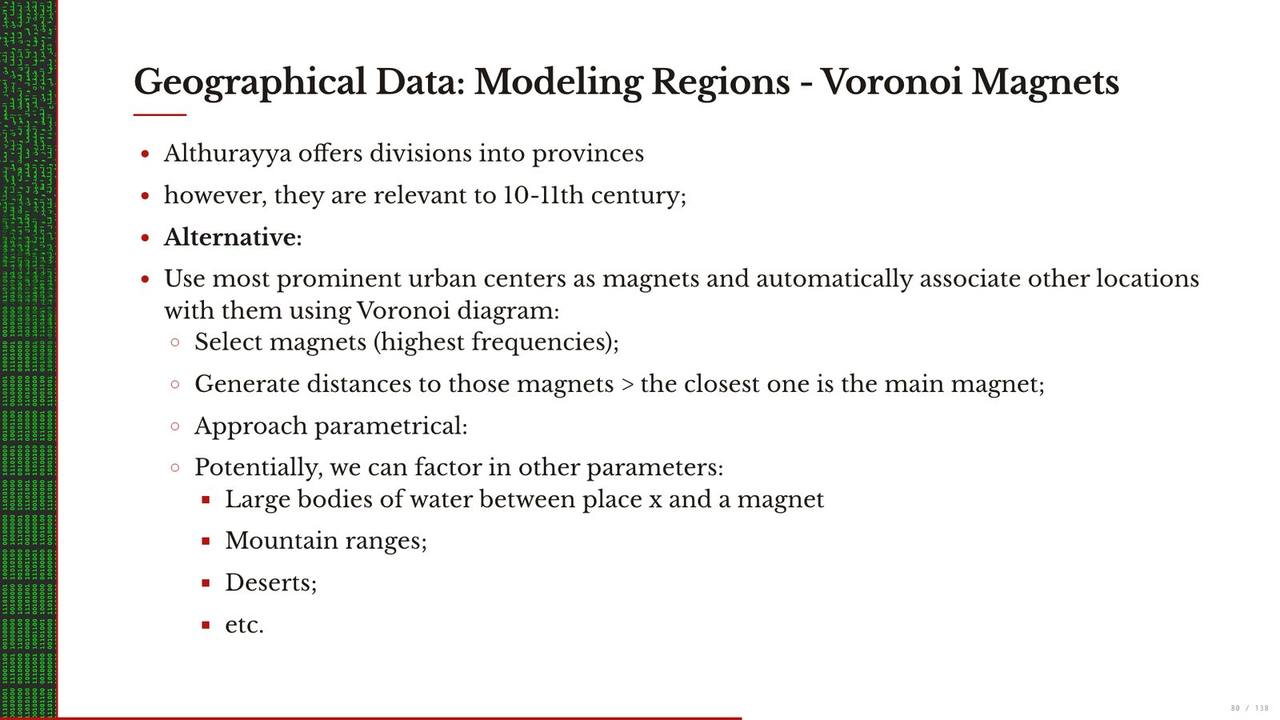 Geographical Data: Modeling Regions - Voronoi Magnets
• Althurayya offers divisions into provinces
• however, they are relevant to 10-11th century;
• Alternative:
• Use most prominent urban centers as magnets and automatically associate other locations
with them using Voronoi diagram:
○ Select magnets (highest frequencies);
○ Generate distances to those magnets > the closest one is the main magnet;
○ Approach parametrical:
○ Potentially, we can factor in other parameters:
▪ Large bodies of water between place x and a magnet
▪ Mountain ranges;
▪ Deserts;
▪ etc.
80 / 138